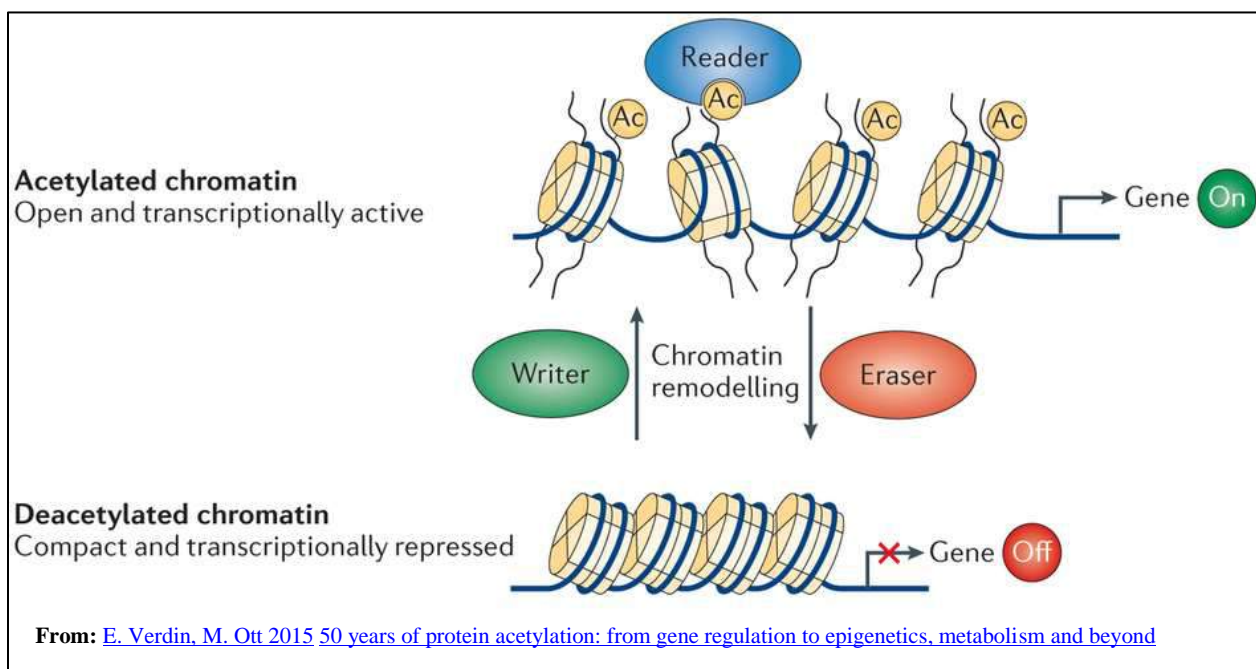 Reader
Ac
Ac
Ac
Ac
Acetylated chromatin
Open and transcriptionally active
Gene On
Writer
Chromatin
remodelling
Eraser
Deacetylated chromatin
Compact and transcriptionally repressed
Gene Off
From: E. Verdin, M. Ott 2015 50 years of protein acetylation: from gene regulation to epigenetics, metabolism and beyond